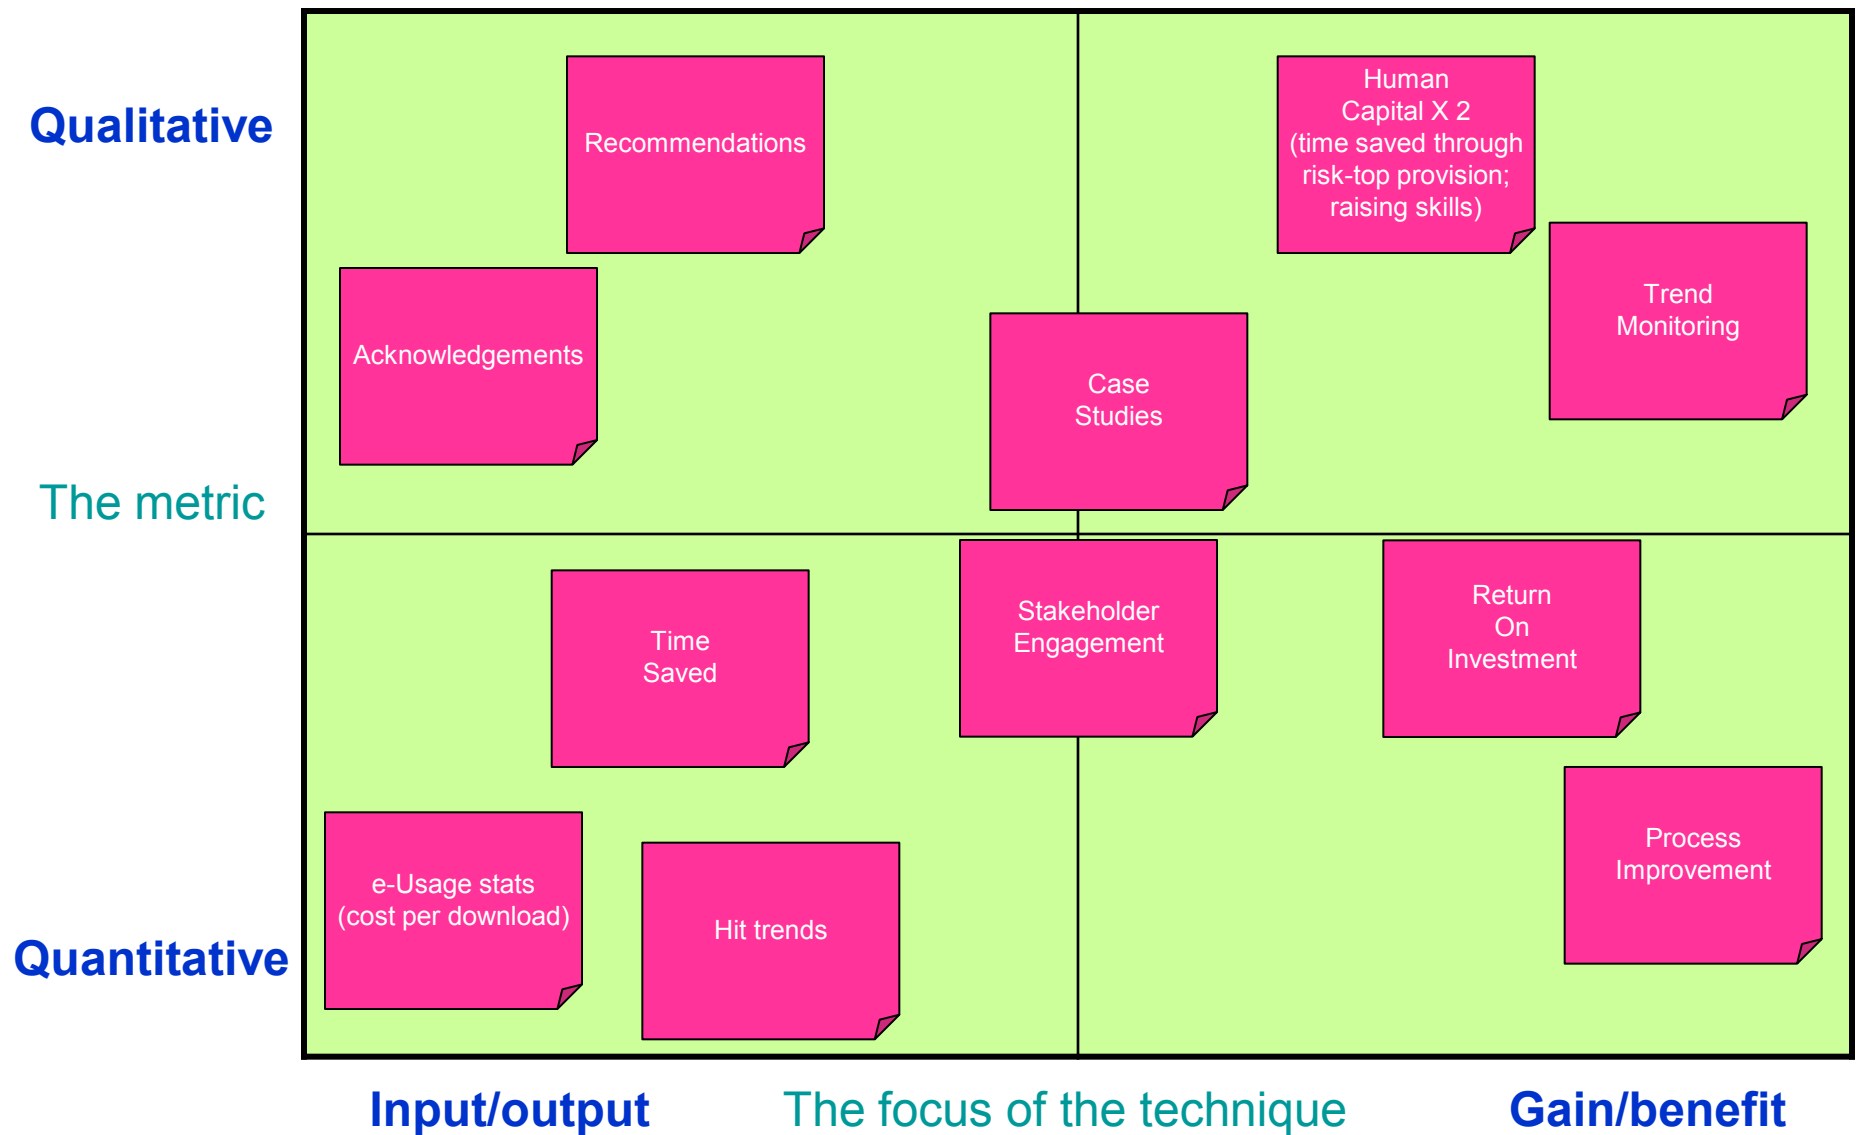 Qualitative
Recommendations
Human
Capital X 2
(time saved through
risk-top provision;
raising skills)
Trend
Monitoring
Acknowledgements
Case
Studies
The metric
Time
Saved
Stakeholder
Engagement
Return
On
Investment
Process
Improvement
e-Usage stats
(cost per download)
Hit trends
Quantitative
Input/output
The focus of the technique
Gain/benefit